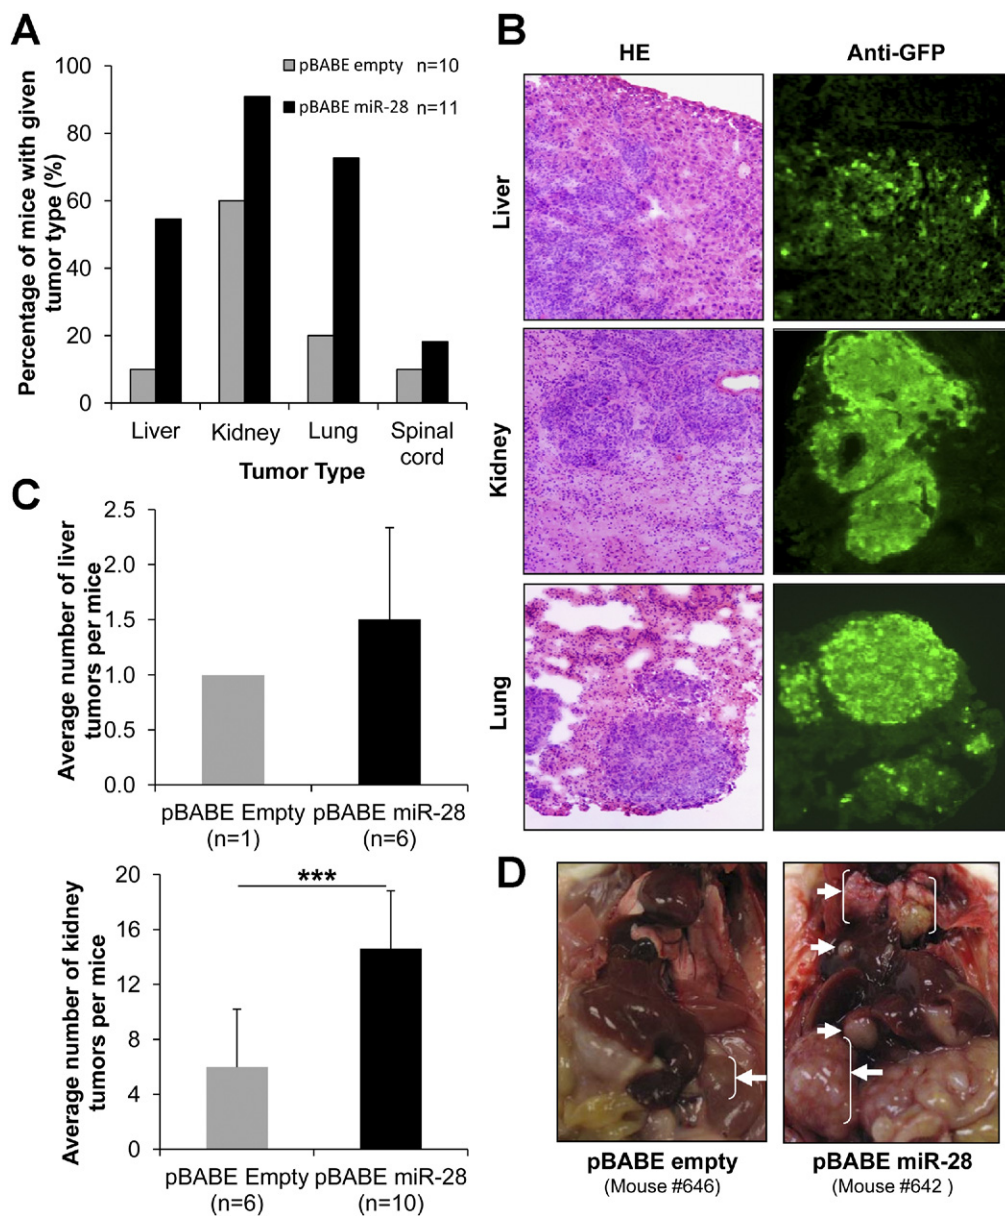 A
Percentage of mice with given
tumor type (%)
100
80
60
40
20
0
pBABE empty n=10
pBABE miR-28 n=11
Liver
Kidney
Lung
Spinal
cord
Tumor Type
B
HE
Anti-GFP
Liver
Kidney
Lung
C
Average number of liver
tumors per mice
2.5
2.0
1.5
1.0
0.5
0.0
pBABE Empty
(n=1)
pBABE miR-28
(n=6)
Average number of kidney
tumors per mice
20
16
12
8
4
0
***
pBABE Empty
(n=6)
pBABE miR-28
(n=10)
D
pBABE empty
(Mouse #646)
pBABE miR-28
(Mouse #642 )